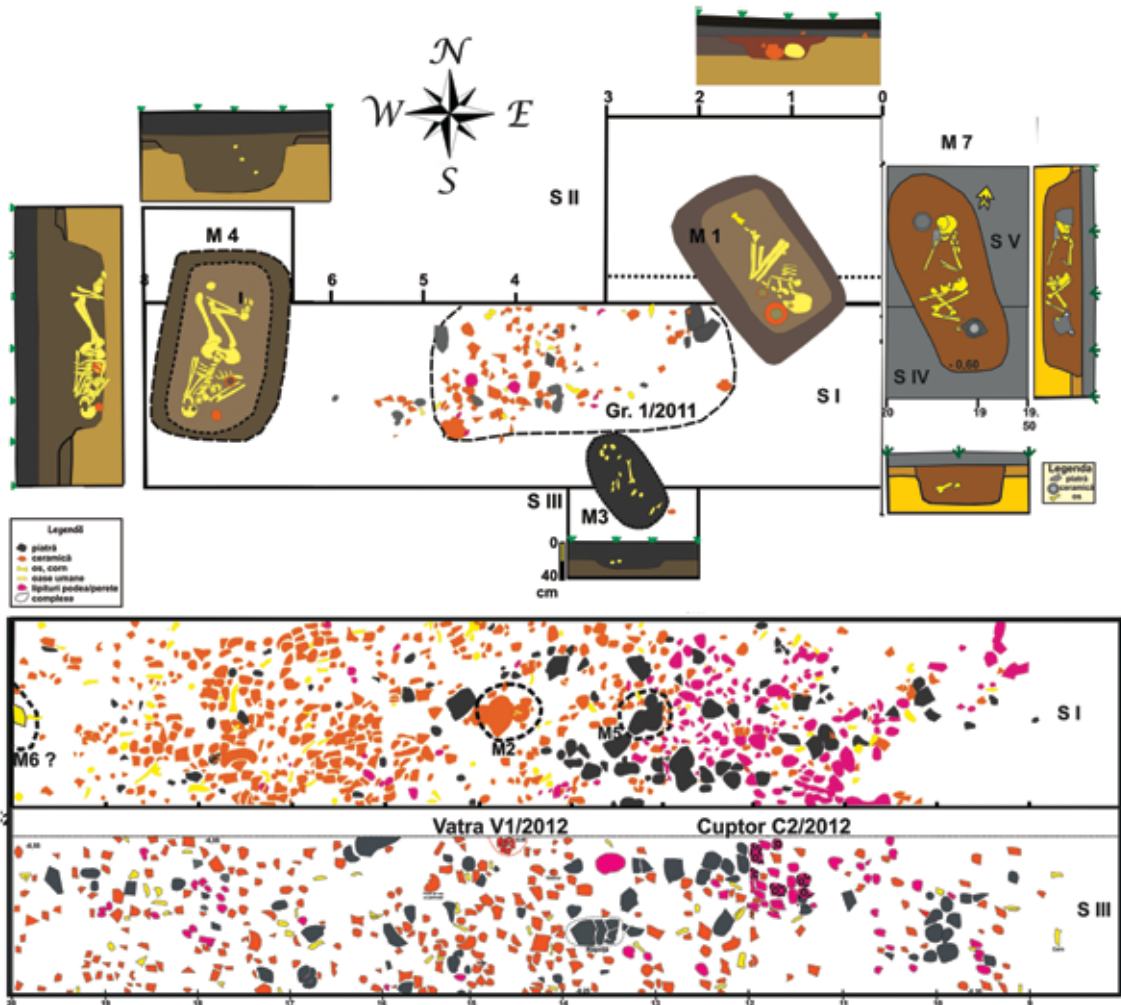 N
W E
S
3 2 1 0
M 7
S II
M 4
M 1
S V
8 6 5 4
S IV
- 0,60
S I
Gr. 1/2011
20 19 19.
50
S III
M3
0
40
cm
Legenda
piatră
ceramică
os
Legendă
piatră
ceramică
os, corn
oase umane
lipituri podea/perete
complexe
S I
M6 ?
M2
M5
Vatra V1/2012 Cuptor C2/2012
S III